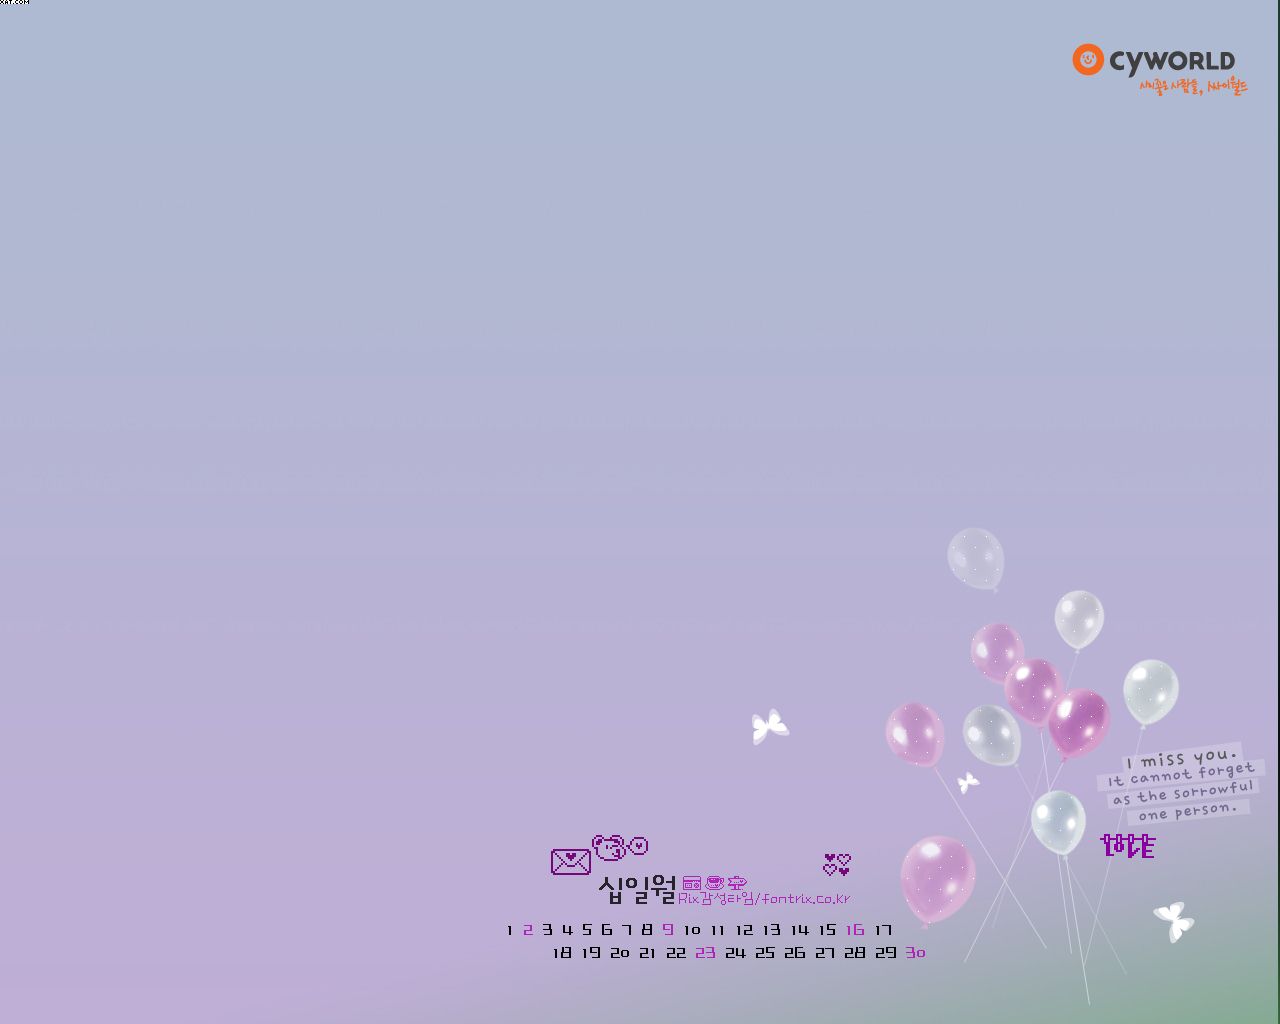 XAT.COM
CYWORLD
사이좋은 사람들, 싸이월드
I miss you.
It cannot forget
as the sorrowful
one person.
LOVE
십일월
Rix감성타임/fontrix.co.kr
1 2 3 4 5 6 7 8 9 10 11 12 13 14 15 16 17
18 19 20 21 22 23 24 25 26 27 28 29 30